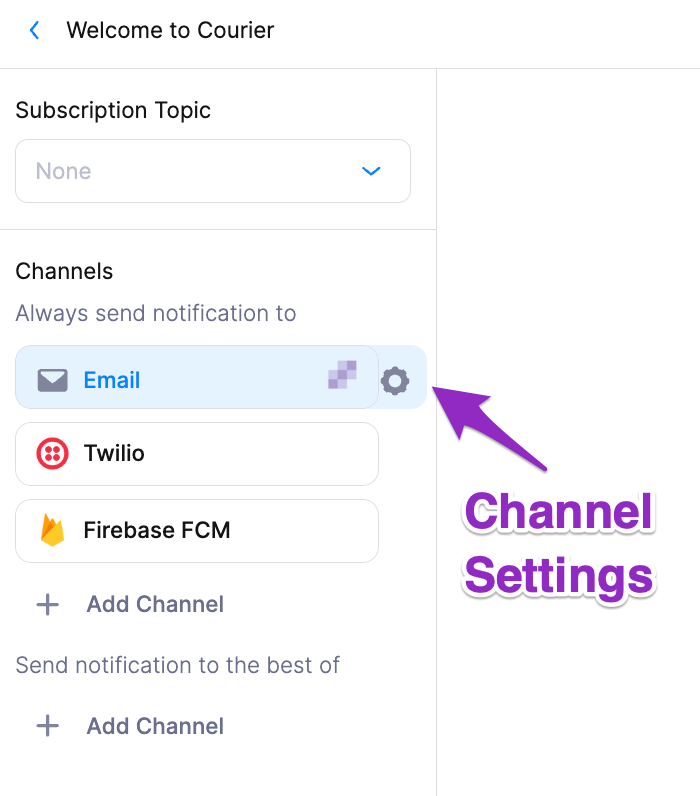 Welcome to Courier
Subscription Topic
None
Channels
Always send notification to
Email
Twilio
Firebase FCM
Add Channel
Send notification to the best of
Add Channel
Channel
Settings